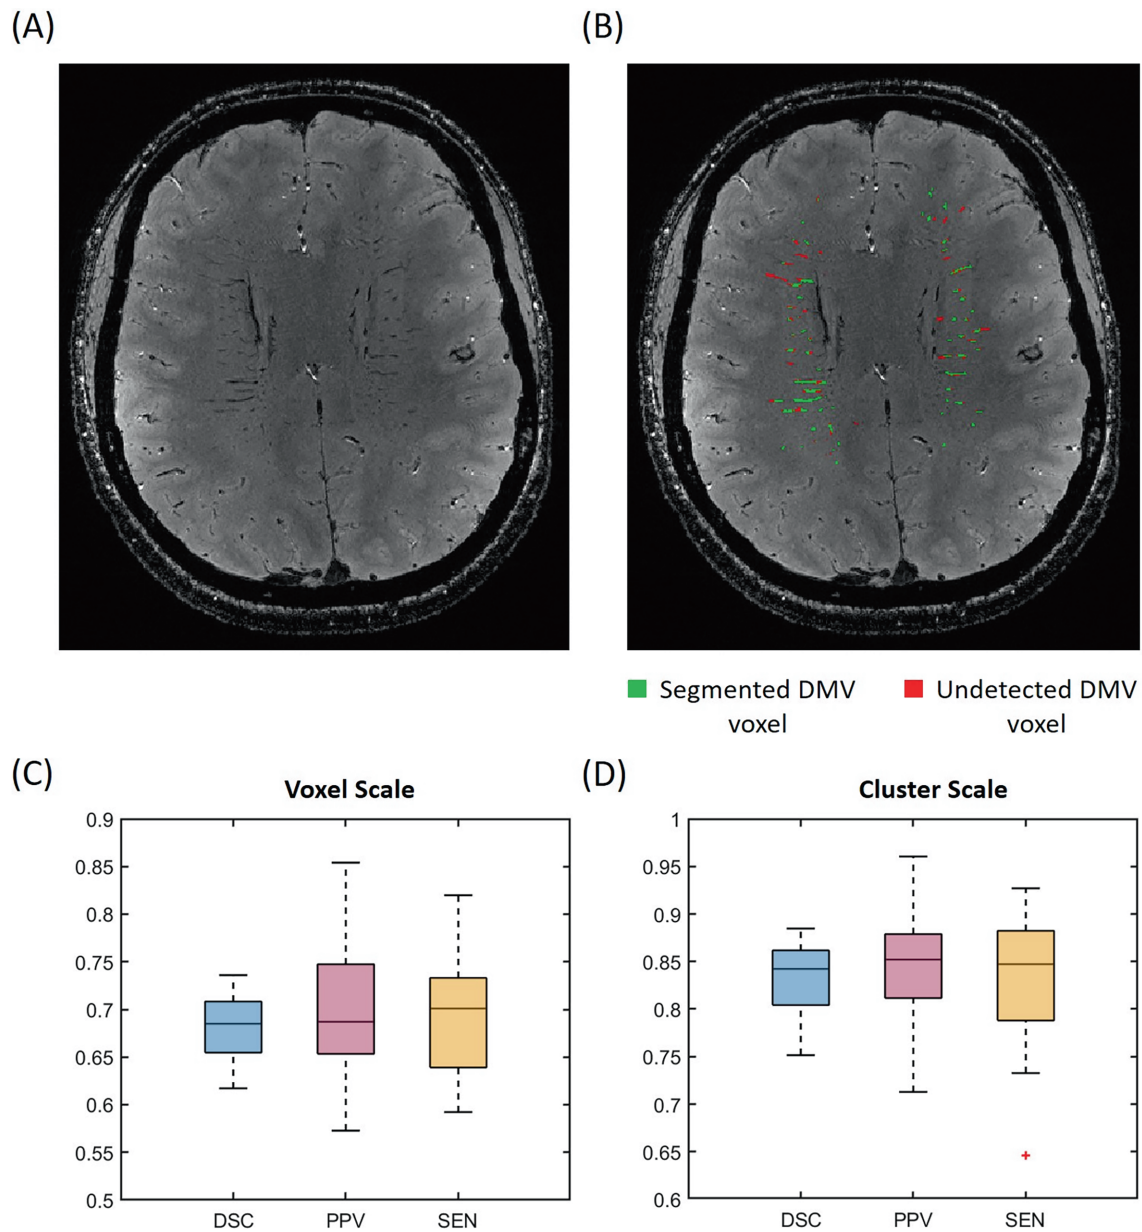 (A)
(B)
Segmented DMV
voxel
Undetected DMV
voxel
(C)
Voxel Scale
0.9
0.85
0.8
0.75
0.7
0.65
0.6
0.55
0.5
DSC
PPV
SEN
(D)
Cluster Scale
1
0.95
0.9
0.85
0.8
0.75
0.7
0.65
0.6
DSC
PPV
SEN